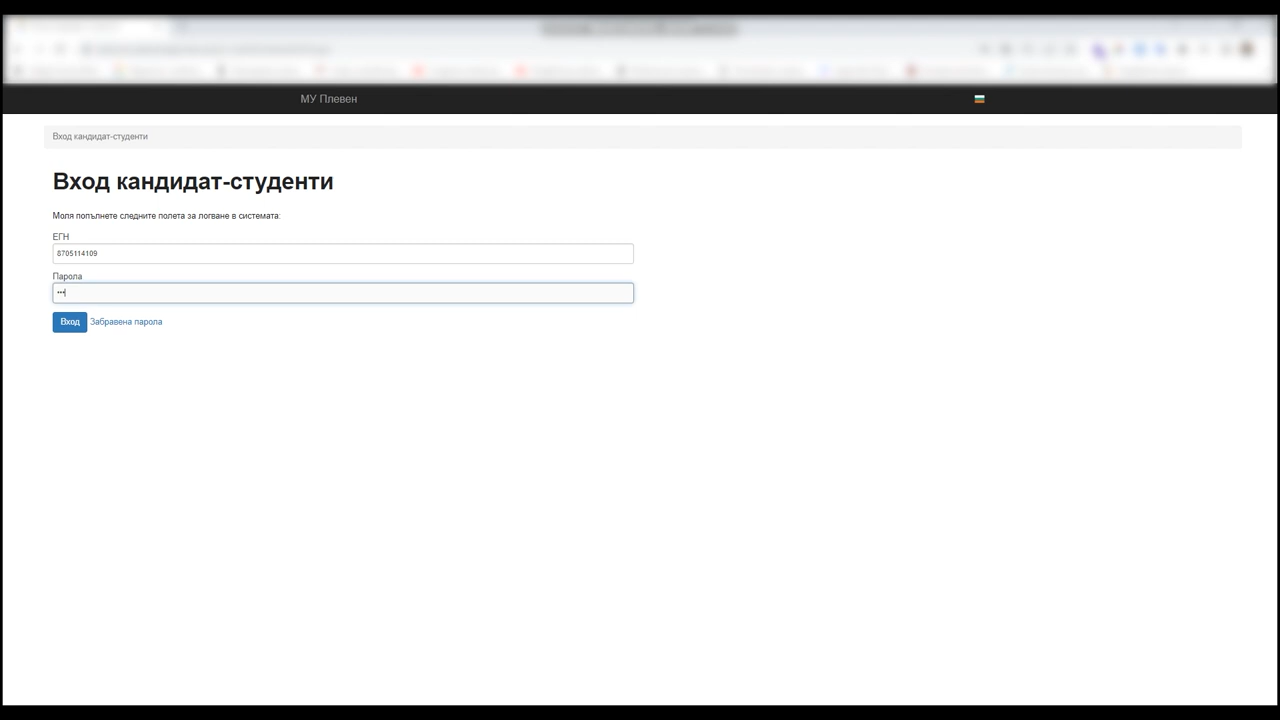 МУ Плевен
Вход кандидат-студенти
Вход кандидат-студенти
Моля попълнете следните полета за логване в системата:
ЕГН
8705114109
Парола
•••
Вход Забравена парола